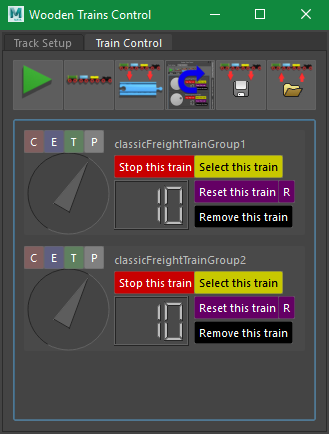 Wooden Trains Control
Track Setup Train Control
C E T P classicFreightTrainGroup1
Stop this train Select this train
10 Reset this train R
Remove this train
C E T P classicFreightTrainGroup2
Stop this train Select this train
10 Reset this train R
Remove this train